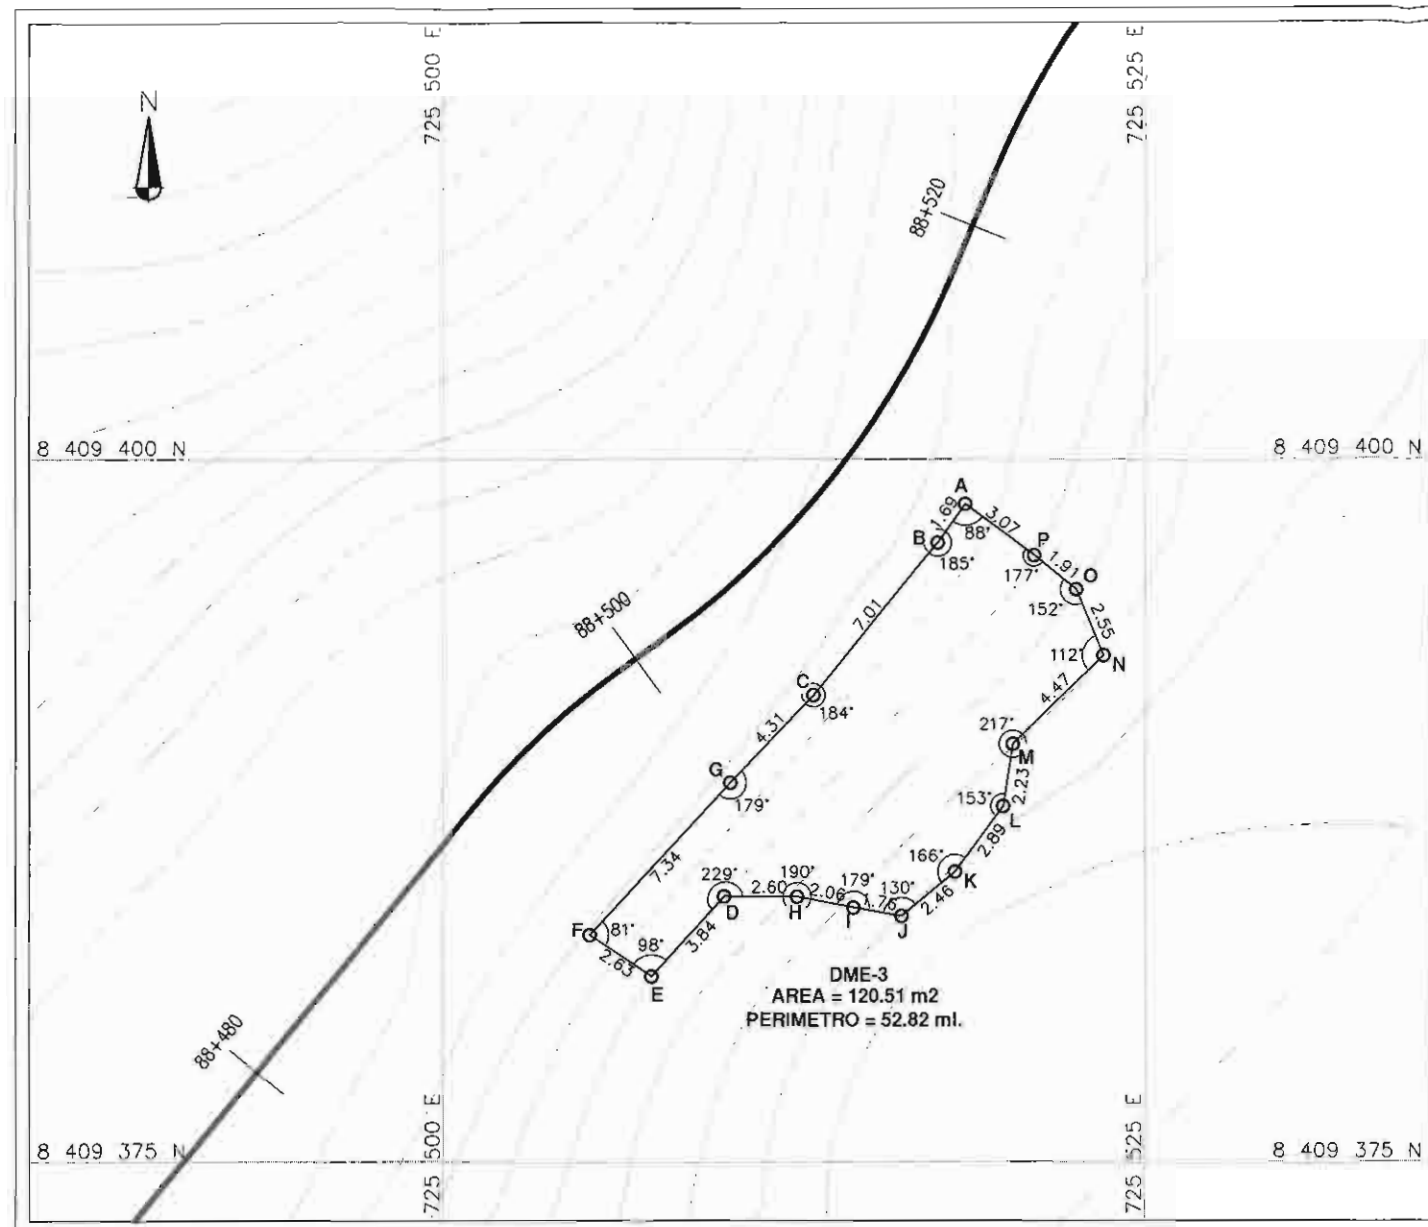 725 500 E
725 525 E
N
88+520
8 409 400 N
8 409 400 N
A
1.69
3.07
88°
B
185°
P
1.91
177°
O
152°
2.55
7.01
112°
N
88+500
4.47
C
184°
217°
M
4.31
G
179°
2.23
153°
L
2.89
7.34
166°
K
229°
2.60
190°
2.06
179°
1.76
130°
2.46
D
H
I
J
F
81°
98°
3.84
2.63
E
DME-3
AREA = 120.51 m2
PERIMETRO = 52.82 ml.
88+480
8 409 375 N
8 409 375 N
725 500 E
725 525 E